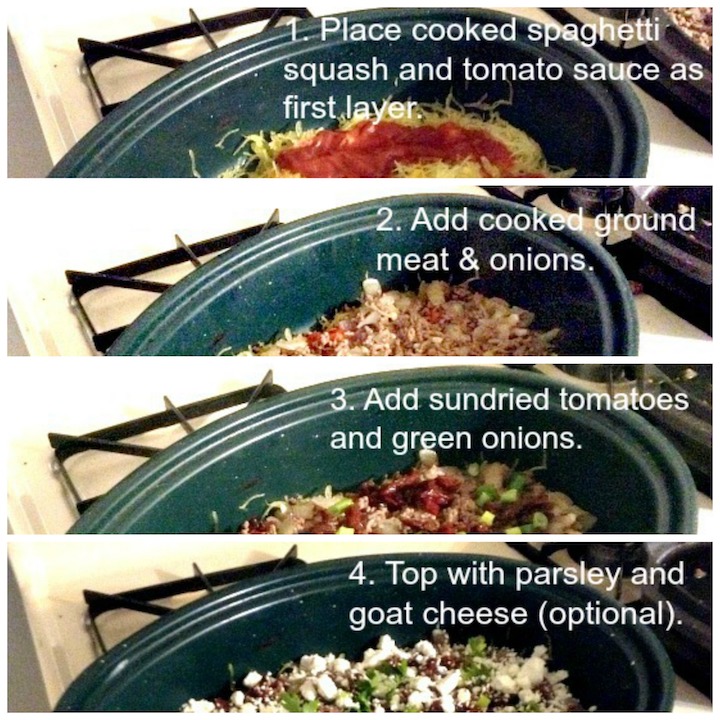 1. Place cooked spaghetti
squash and tomato sauce as
first layer.
2. Add cooked ground
meat & onions.
3. Add sundried tomatoes
and green onions.
4. Top with parsley and
goat cheese (optional).